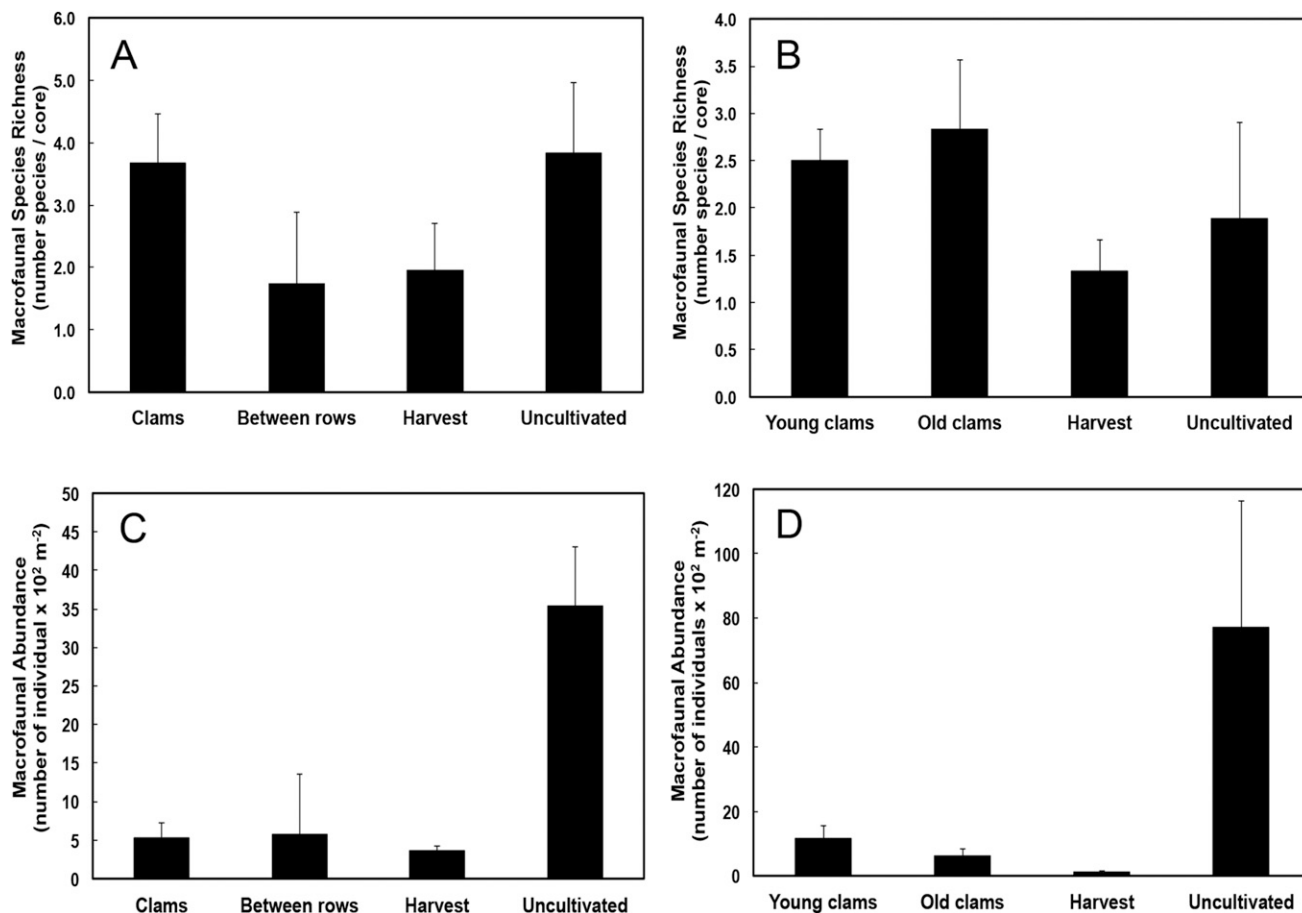 A
Macrofaunal Species Richness
(number species / core)
6.0
5.0
4.0
3.0
2.0
1.0
0.0
Clams Between rows Harvest Uncultivated
B
Macrofaunal Species Richness
(number species / core)
4.0
3.5
3.0
2.5
2.0
1.5
1.0
0.5
0.0
Young clams Old clams Harvest Uncultivated
C
Macrofaunal Abundance
(number of individual x 10² m⁻²)
50
45
40
35
30
25
20
15
10
5
0
Clams Between rows Harvest Uncultivated
D
Macrofaunal Abundance
(number of individuals x 10² m⁻²)
120
100
80
60
40
20
0
Young clams Old clams Harvest Uncultivated